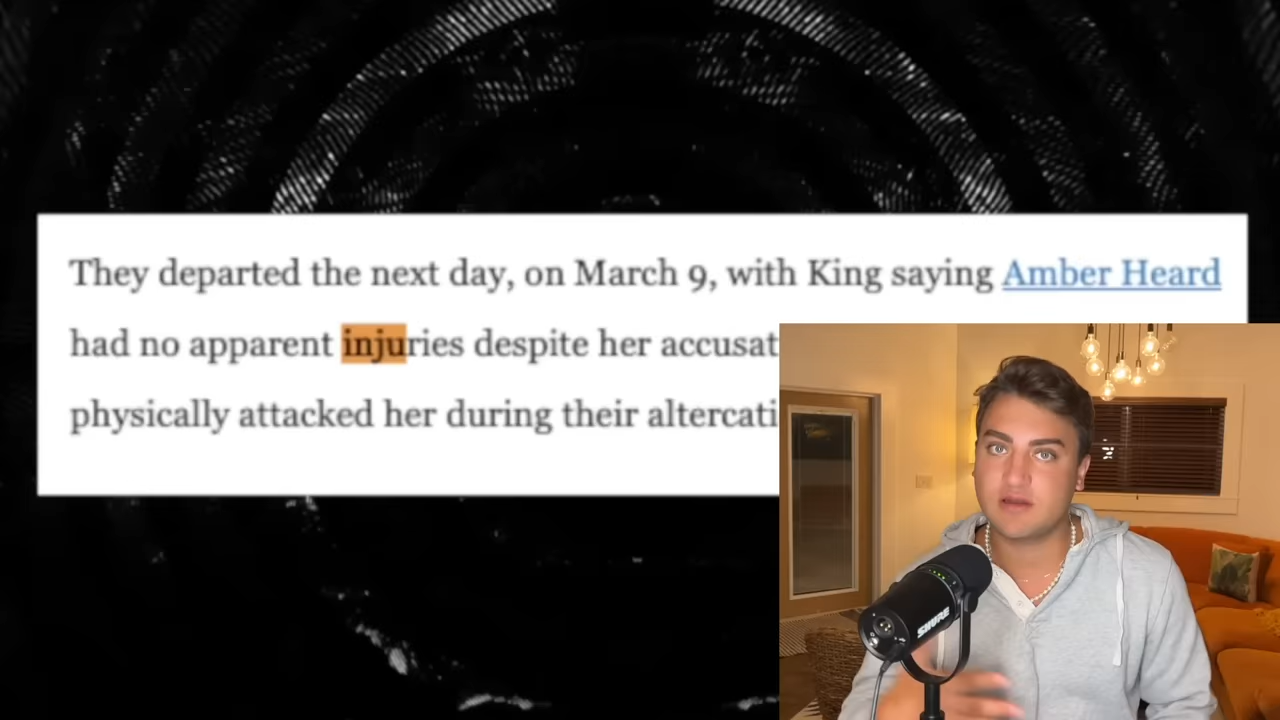 They departed the next day, on March 9, with King saying Amber Heard
had no apparent injuries despite her accusat
physically attacked her during their altercati
SHURE